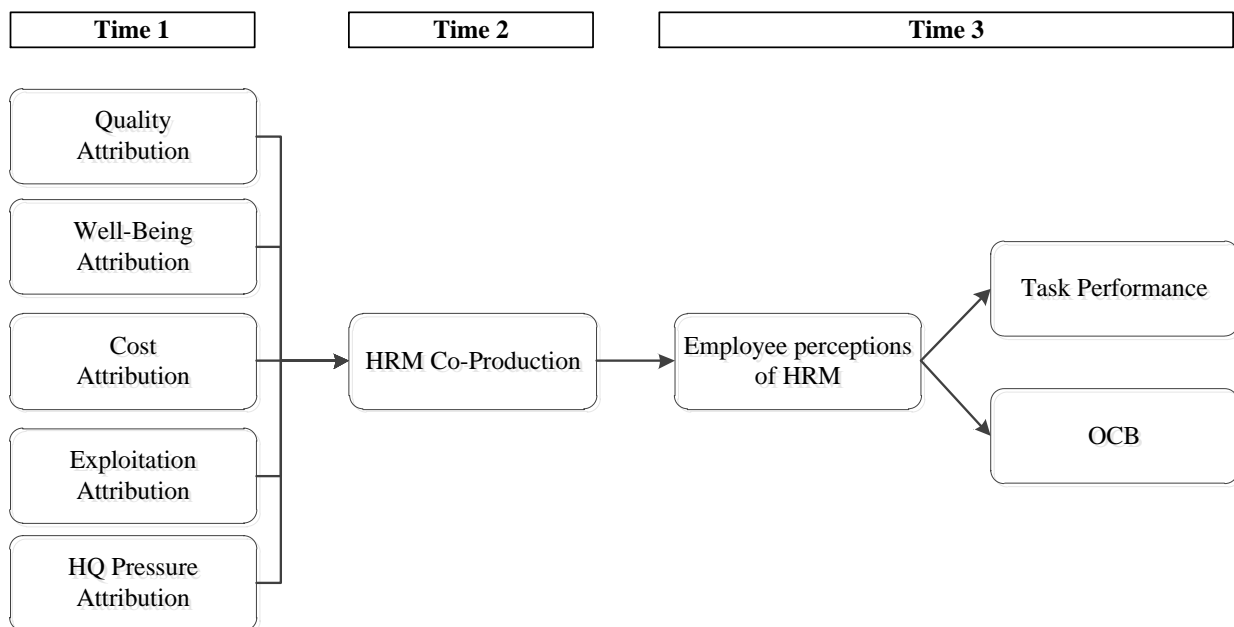 Time 1
Time 2
Time 3
Quality
Attribution
Well-Being
Attribution
Cost
Attribution
Exploitation
Attribution
HQ Pressure
Attribution
HRM Co-Production
Employee perceptions
of HRM
Task Performance
OCB